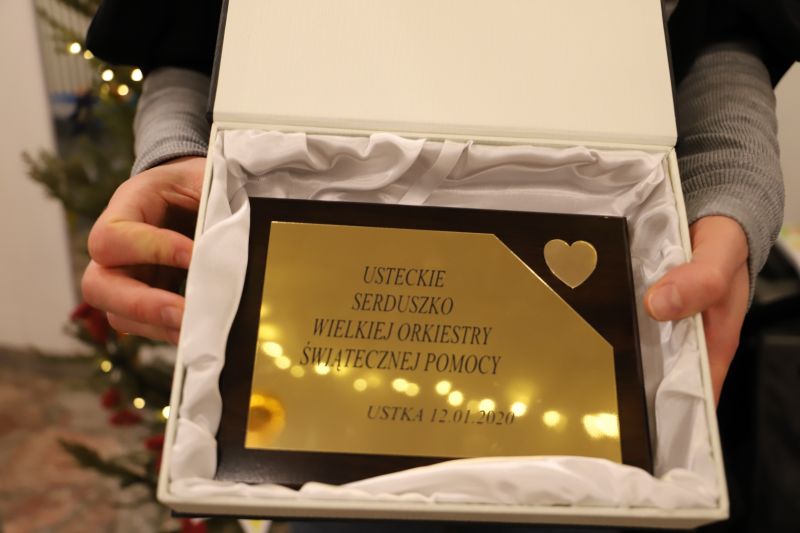 USTECKIE
SERDUSZKO
WIELKIEJ ORKIESTRY
ŚWIĄTECZNEJ POMOCY
USTKA 12.01.2020